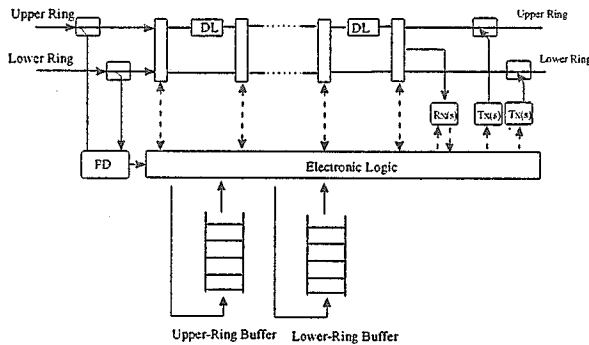 Upper Ring
DL
DL
Upper Ring
Lower Ring
Lower Ring
Rx(s)
Tx(s)
Tx(s)
FD
Electronic Logic
Upper-Ring Buffer
Lower-Ring Buffer